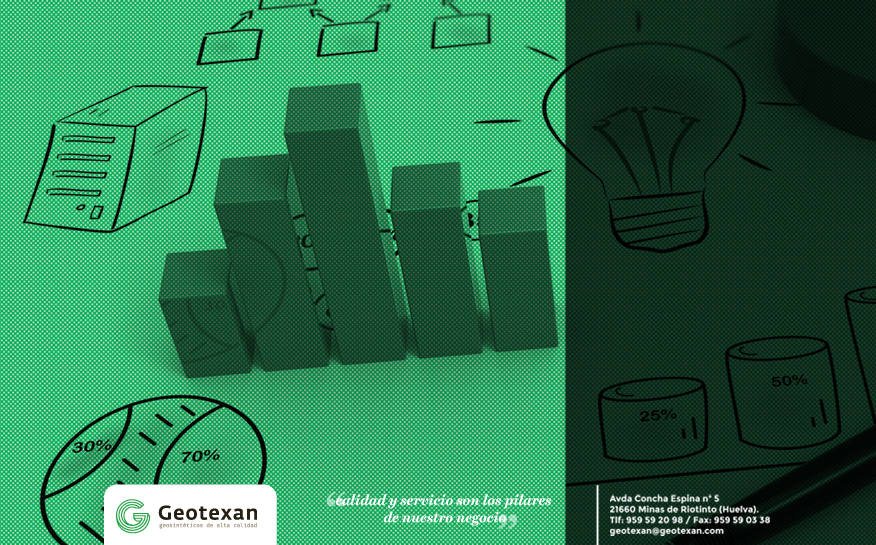 30%
70%
25%
50%
Geotexan
geosintéticos de alta calidad
“calidad y servicio son los pilares
de nuestro negocio”
Avda Concha Espina nº 5
21660 Minas de Riotinto (Huelva).
Tlf: 959 59 20 98 / Fax: 959 59 03 38
geotexan@geotexan.com